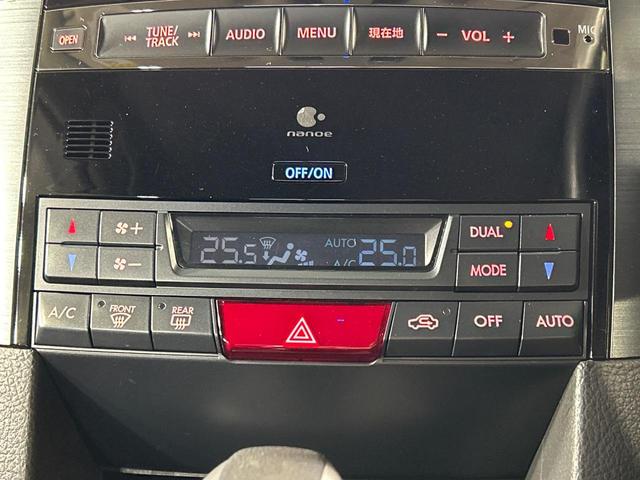 OPEN
TUNE/
TRACK
AUDIO
MENU
現在地
− VOL +
MIC
nanoe
OFF/ON
25.5
AUTO
A/C
25.0
DUAL
MODE
A/C
FRONT
REAR
OFF
AUTO